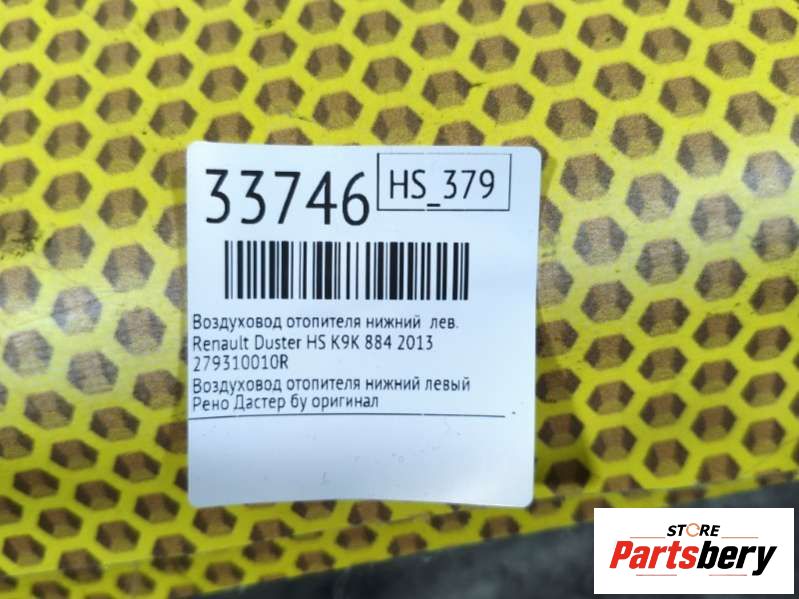 33746
HS_379
Воздуховод отопителя нижний лев.
Renault Duster HS K9K 884 2013
279310010R
Воздуховод отопителя нижний левый
Рено Дастер бу оригинал
STORE
Partsbery